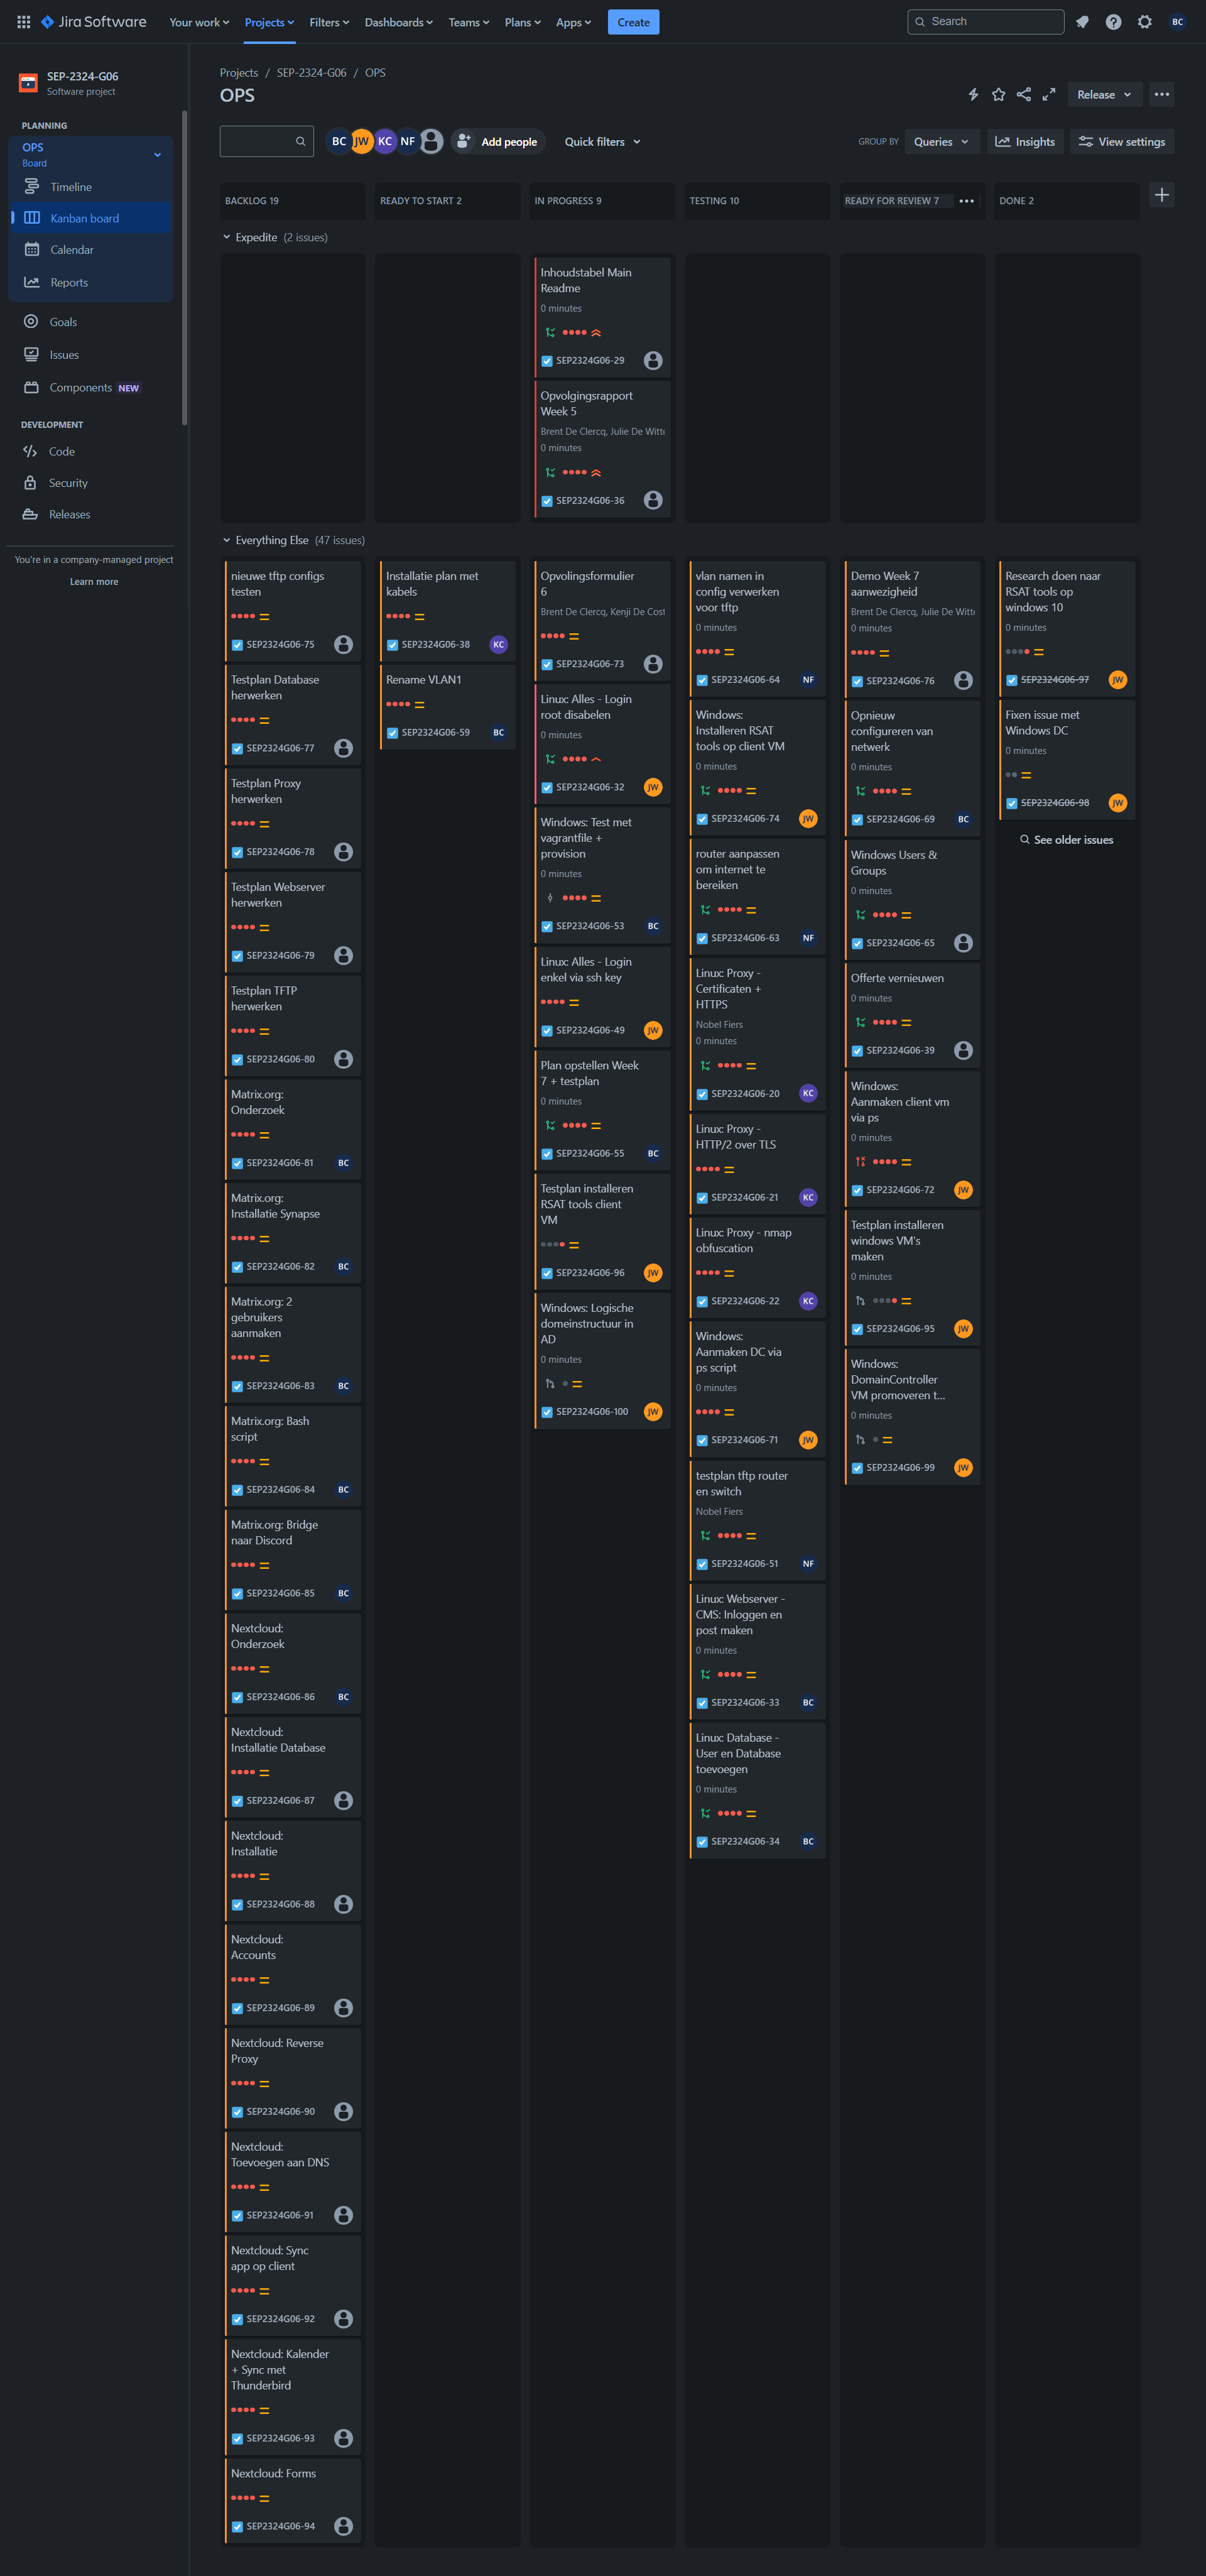 Jira Software
Your work
Projects
Filters
Dashboards
Teams
Plans
Apps
Create
Search
BC
SEP-2324-G06
Software project
PLANNING
OPS
Board
Timeline
Kanban board
Calendar
Reports
Goals
Issues
Components NEW
DEVELOPMENT
Code
Security
Releases
You're in a company-managed project
Learn more
Projects / SEP-2324-G06 / OPS
OPS
Release
BC JW KC NF
Add people
Quick filters
GROUP BY
Queries
Insights
View settings
BACKLOG 19
READY TO START 2
IN PROGRESS 9
TESTING 10
READY FOR REVIEW 7
DONE 2
Expedite (2 issues)
Inhoudstabel Main
Readme
0 minutes
SEP2324G06-29
Opvolgingsrapport
Week 5
Brent De Clercq, Julie De Witte
0 minutes
SEP2324G06-36
Everything Else (47 issues)
nieuwe tftp configs
testen
SEP2324G06-75
Testplan Database
herwerken
SEP2324G06-77
Testplan Proxy
herwerken
SEP2324G06-78
Testplan Webserver
herwerken
SEP2324G06-79
Testplan TFTP
herwerken
SEP2324G06-80
Matrix.org:
Onderzoek
SEP2324G06-81 BC
Matrix.org:
Installatie Synapse
SEP2324G06-82 BC
Matrix.org: 2
gebruikers
aanmaken
SEP2324G06-83 BC
Matrix.org: Bash
script
SEP2324G06-84 BC
Matrix.org: Bridge
naar Discord
SEP2324G06-85 BC
Nextcloud:
Onderzoek
SEP2324G06-86 BC
Nextcloud:
Installatie Database
SEP2324G06-87
Nextcloud:
Installatie
SEP2324G06-88
Nextcloud:
Accounts
SEP2324G06-89
Nextcloud: Reverse
Proxy
SEP2324G06-90
Nextcloud:
Toevoegen aan DNS
SEP2324G06-91
Nextcloud: Sync
app op client
SEP2324G06-92
Nextcloud: Kalender
+ Sync met
Thunderbird
SEP2324G06-93
Nextcloud: Forms
SEP2324G06-94
Installatie plan met
kabels
SEP2324G06-38 KC
Rename VLAN1
SEP2324G06-59 BC
Opvolingsformulier
6
Brent De Clercq, Kenji De Cost
SEP2324G06-73
Linux: Alles - Login
root disabelen
0 minutes
SEP2324G06-32 JW
Windows: Test met
vagrantfile +
provision
0 minutes
SEP2324G06-53 BC
Linux: Alles - Login
enkel via ssh key
SEP2324G06-49 JW
Plan opstellen Week
7 + testplan
0 minutes
SEP2324G06-55 BC
Testplan installeren
RSAT tools client
VM
SEP2324G06-96 JW
Windows: Logische
domeinstructuur in
AD
0 minutes
SEP2324G06-100 JW
vlan namen in
config verwerken
voor tftp
0 minutes
SEP2324G06-64 NF
Windows:
Installeren RSAT
tools op client VM
0 minutes
SEP2324G06-74 JW
router aanpassen
om internet te
bereiken
SEP2324G06-63 NF
Linux: Proxy -
Certificaten +
HTTPS
Nobel Fiers
0 minutes
SEP2324G06-20 KC
Linux: Proxy -
HTTP/2 over TLS
SEP2324G06-21 KC
Linux: Proxy - nmap
obfuscation
SEP2324G06-22 KC
Windows:
Aanmaken DC via
ps script
0 minutes
SEP2324G06-71 JW
testplan tftp router
en switch
Nobel Fiers
SEP2324G06-51 NF
Linux: Webserver -
CMS: Inloggen en
post maken
0 minutes
SEP2324G06-33 BC
Linux: Database -
User en Database
toevoegen
0 minutes
SEP2324G06-34 BC
Demo Week 7
aanwezigheid
Brent De Clercq, Julie De Witte
0 minutes
SEP2324G06-76
Opnieuw
configureren van
netwerk
0 minutes
SEP2324G06-69 BC
Windows Users &
Groups
0 minutes
SEP2324G06-65
Offerte vernieuwen
0 minutes
SEP2324G06-39
Windows:
Aanmaken client vm
via ps
0 minutes
SEP2324G06-72 JW
Testplan installeren
windows VM's
maken
0 minutes
SEP2324G06-95 JW
Windows:
DomainController
VM promoveren t...
0 minutes
SEP2324G06-99 JW
Research doen naar
RSAT tools op
windows 10
0 minutes
SEP2324G06-97 JW
Fixen issue met
Windows DC
0 minutes
SEP2324G06-98 JW
See older issues